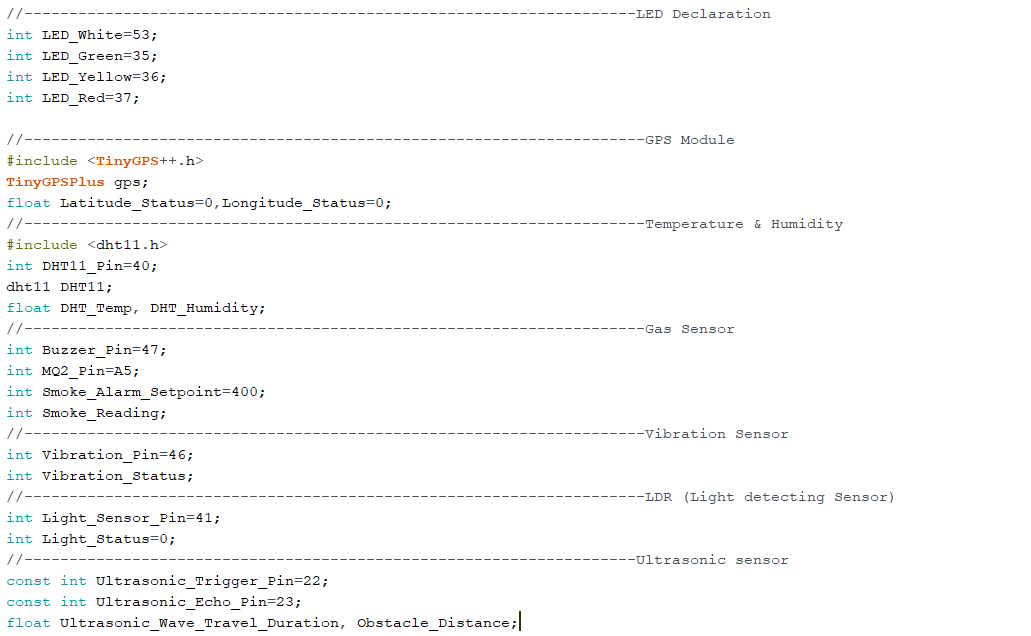 //--------------------------------------------------------------------LED Declaration
int LED_White=53;
int LED_Green=35;
int LED_Yellow=36;
int LED_Red=37;
//---------------------------------------------------------------------GPS Module
#include <TinyGPS++.h>
TinyGPSPlus gps;
float Latitude_Status=0,Longitude_Status=0;
//---------------------------------------------------------------------Temperature & Humidity
#include <dht11.h>
int DHT11_Pin=40;
dht11 DHT11;
float DHT_Temp, DHT_Humidity;
//---------------------------------------------------------------------Gas Sensor
int Buzzer_Pin=47;
int MQ2_Pin=A5;
int Smoke_Alarm_Setpoint=400;
int Smoke_Reading;
//---------------------------------------------------------------------Vibration Sensor
int Vibration_Pin=46;
int Vibration_Status;
//---------------------------------------------------------------------LDR (Light detecting Sensor)
int Light_Sensor_Pin=41;
int Light_Status=0;
//--------------------------------------------------------------------Ultrasonic sensor
const int Ultrasonic_Trigger_Pin=22;
const int Ultrasonic_Echo_Pin=23;
float Ultrasonic_Wave_Travel_Duration, Obstacle_Distance;